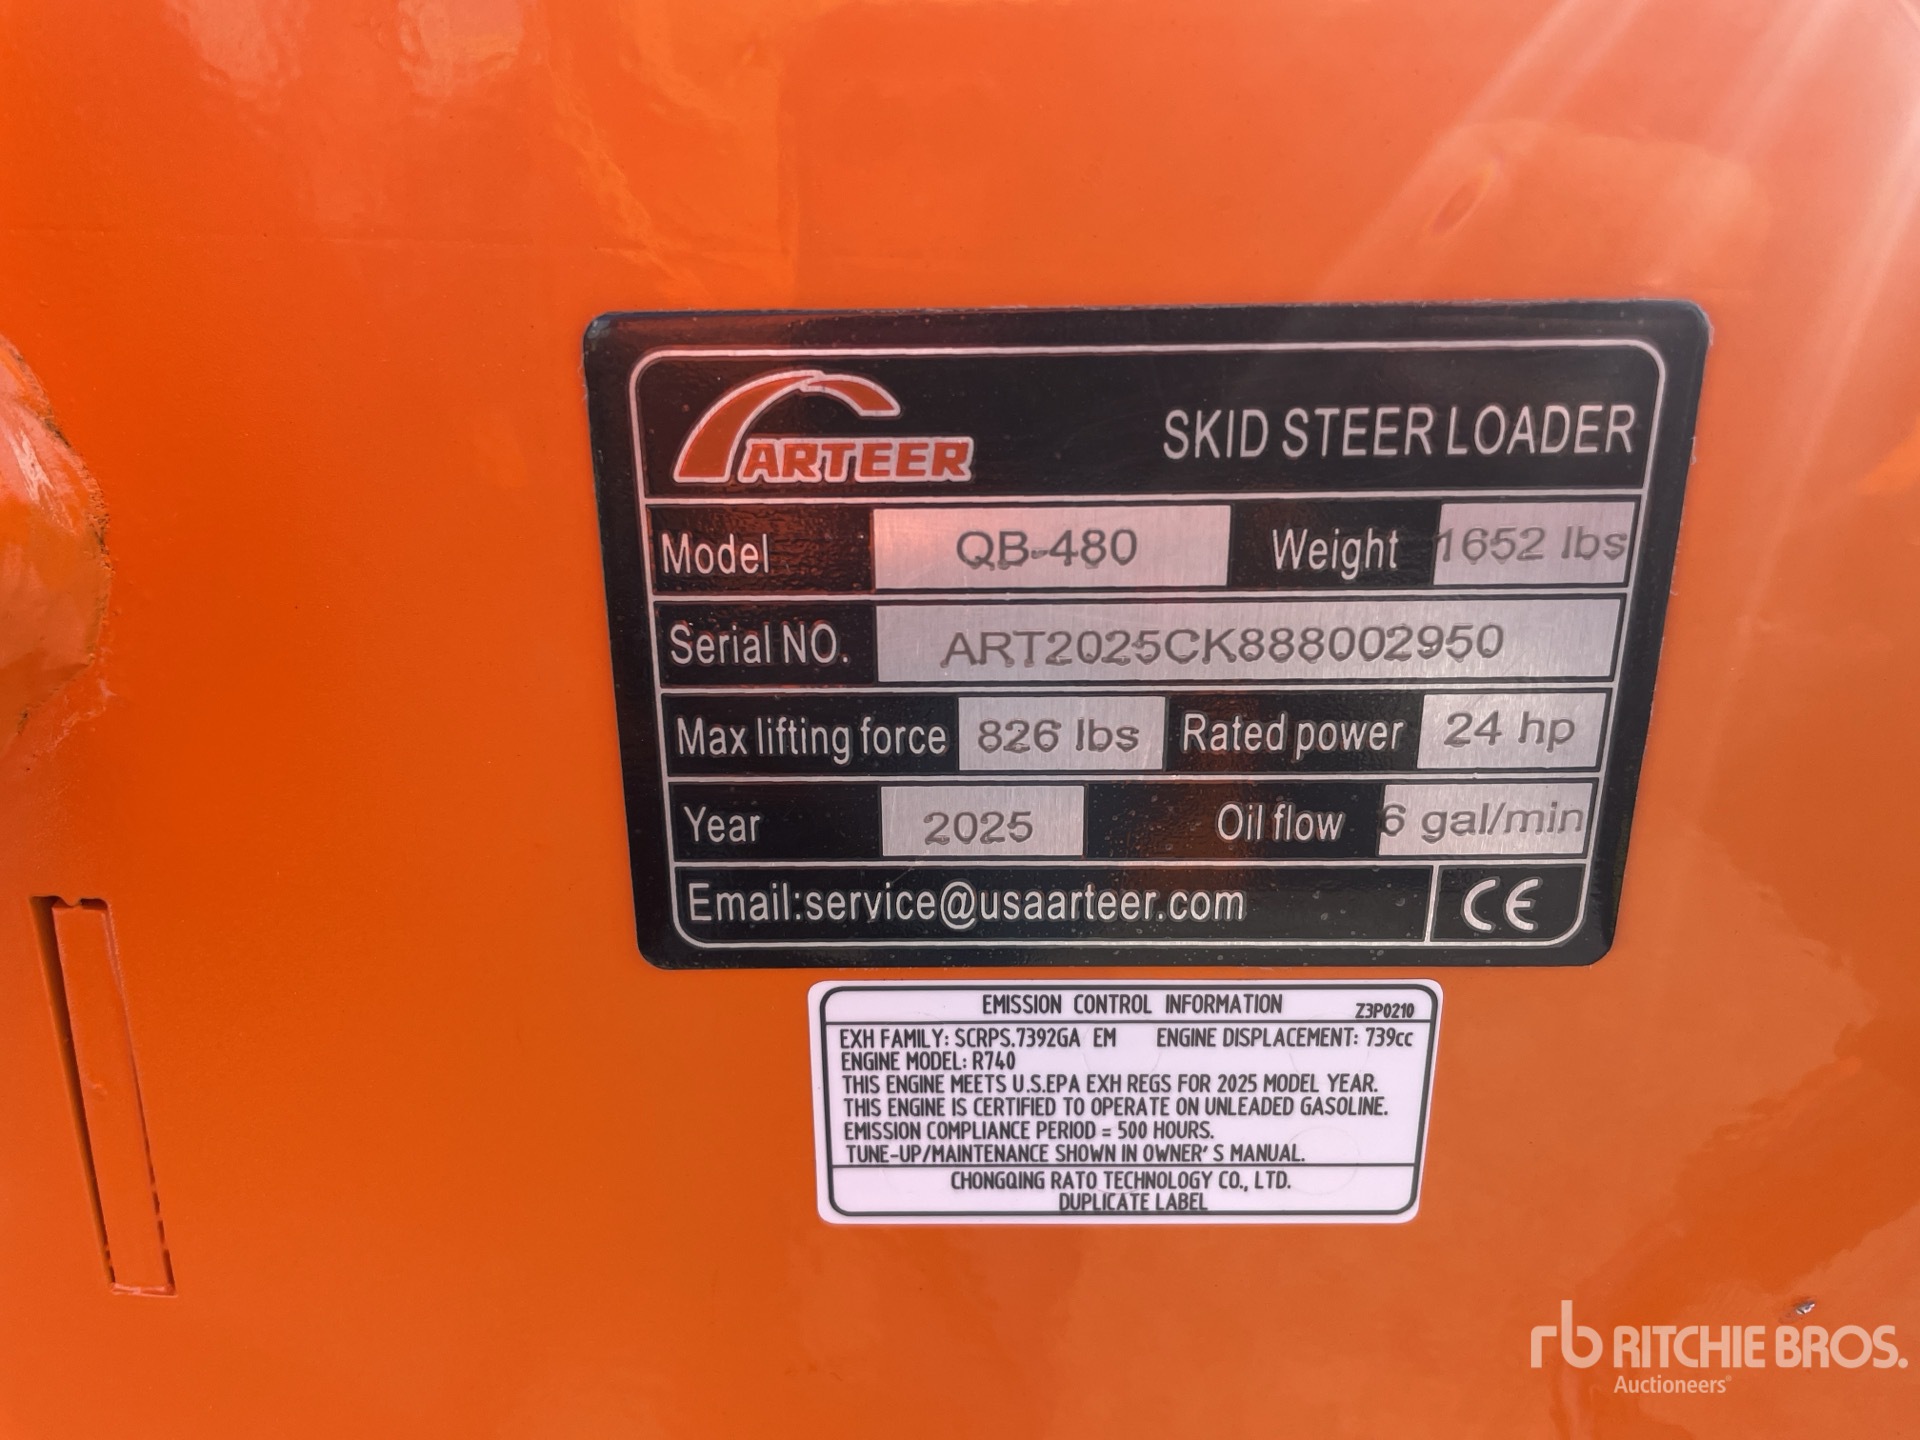 ARTEER SKID STEER LOADER
Model QB-480 Weight 1652 lbs
Serial NO. ART2025CK888002950
Max lifting force 826 lbs Rated power 24 hp
Year 2025 Oil flow 6 gal/min
Email:service@usaarteer.com CE
EMISSION CONTROL INFORMATION Z3P0210
EXH FAMILY: SCRPS.7392GA EM ENGINE DISPLACEMENT: 739cc
ENGINE MODEL: R740
THIS ENGINE MEETS U.S.EPA EXH REGS FOR 2025 MODEL YEAR.
THIS ENGINE IS CERTIFIED TO OPERATE ON UNLEADED GASOLINE.
EMISSION COMPLIANCE PERIOD = 500 HOURS.
TUNE-UP/MAINTENANCE SHOWN IN OWNER' S MANUAL.
CHONGQING RATO TECHNOLOGY CO., LTD.
DUPLICATE LABEL
rb RITCHIE BROS.
Auctioneers®